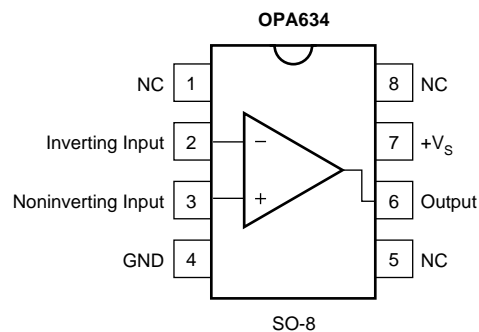 OPA634
NC 1 8 NC
Inverting Input 2 − 7 +VS
Noninverting Input 3 + 6 Output
GND 4 5 NC
SO-8